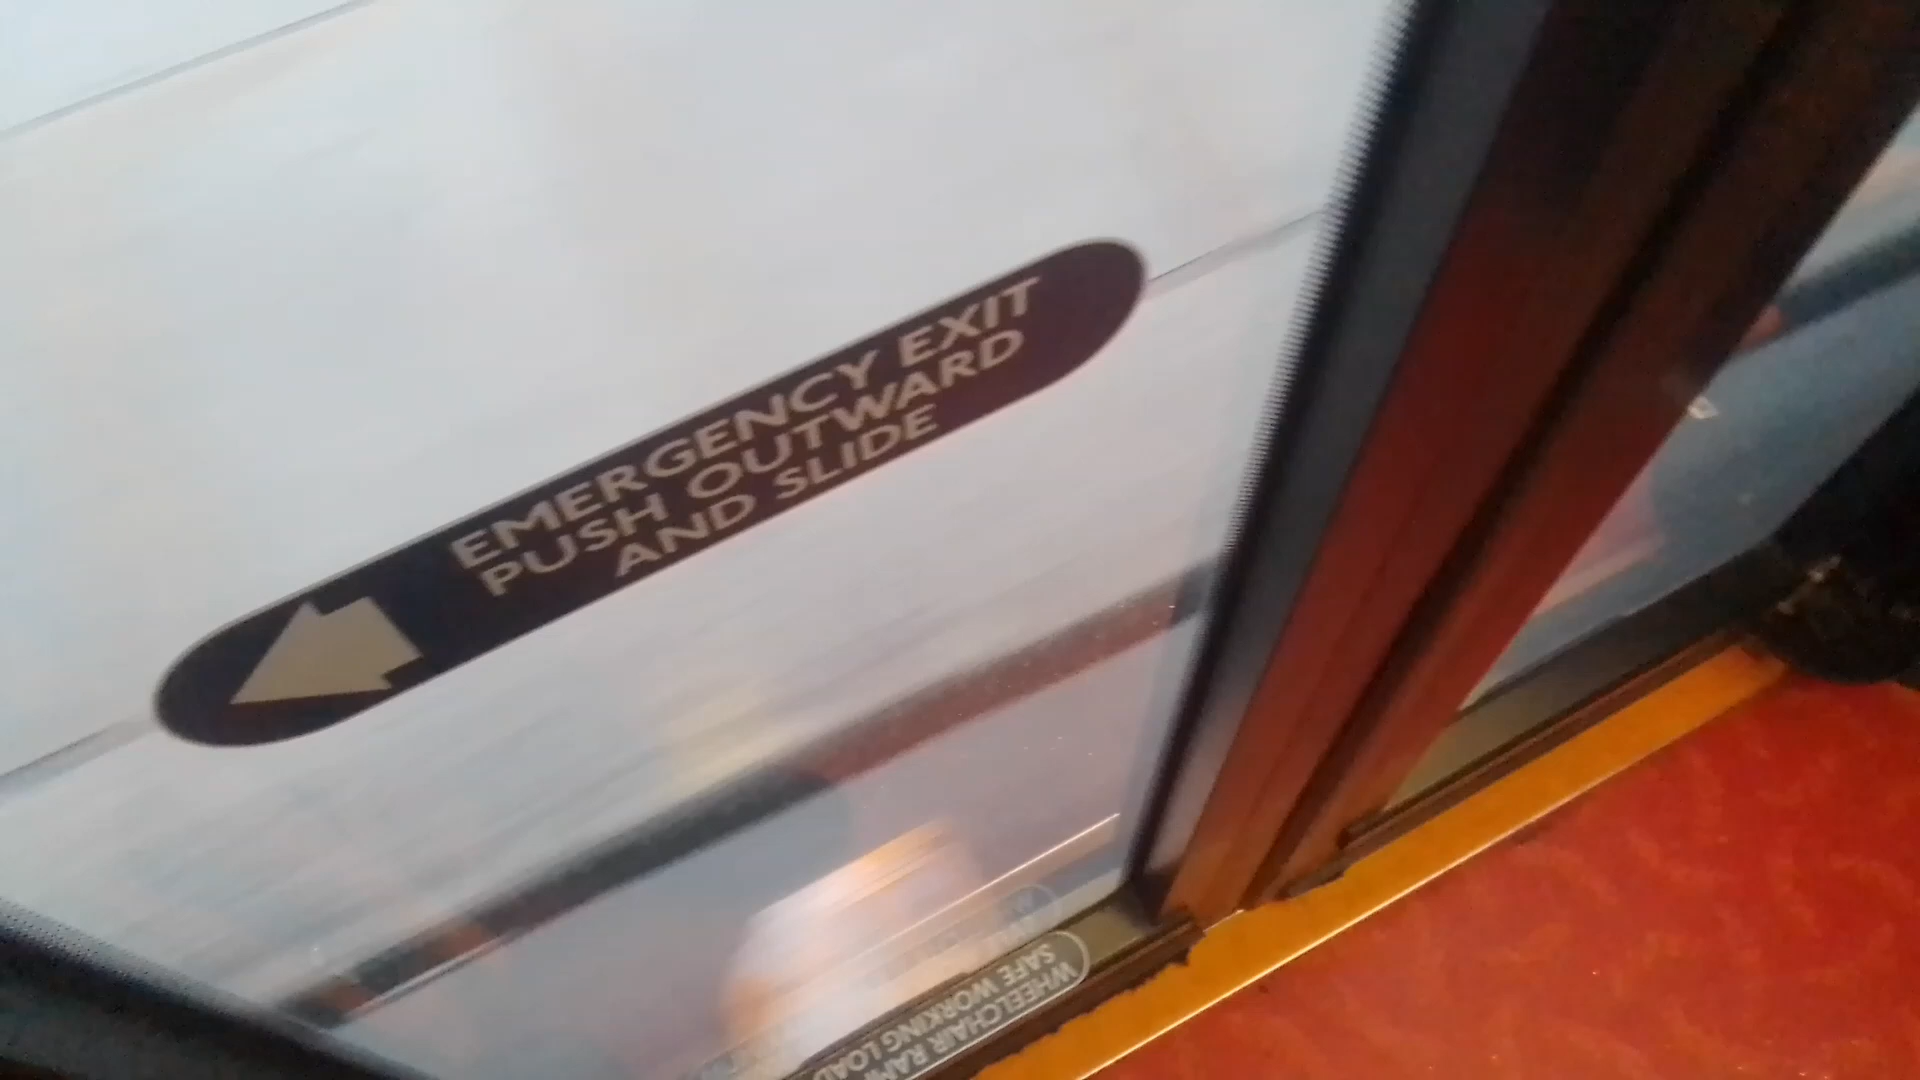 EMERGENCY EXIT
PUSH OUTWARD
AND SLIDE
WHEELCHAIR RAMP
SAFE WORKING LOAD